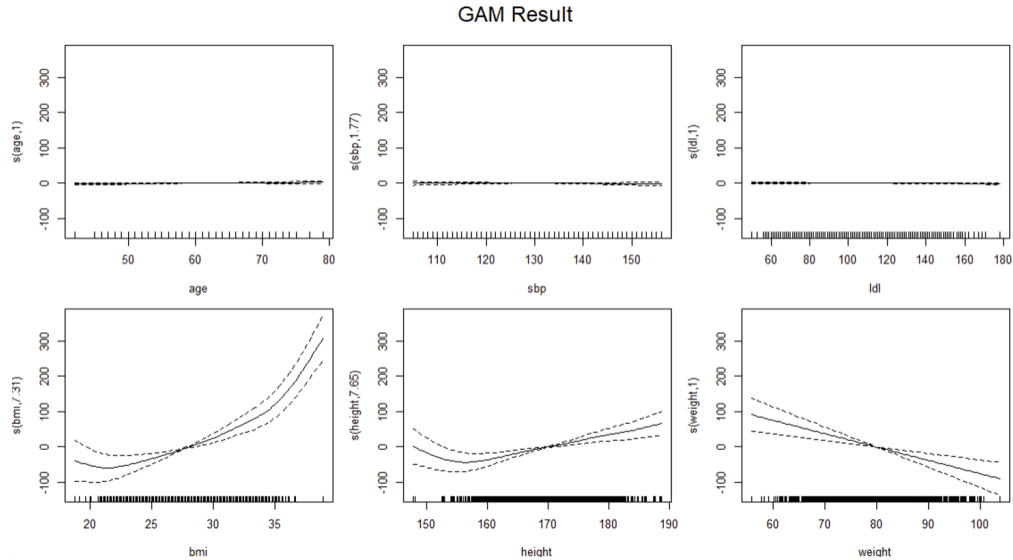 GAM Result
s(age,1)
-100 0 100 200 300
50 60 70 80
age
s(sbp,1.77)
-100 0 100 200 300
110 120 130 140 150
sbp
s(ldl,1)
-100 0 100 200 300
60 80 100 120 140 160 180
ldl
s(bmi,7.31)
-100 0 100 200 300
20 25 30 35
bmi
s(height,7.65)
-100 0 100 200 300
150 160 170 180 190
height
s(weight,1)
-100 0 100 200 300
60 70 80 90 100
weight